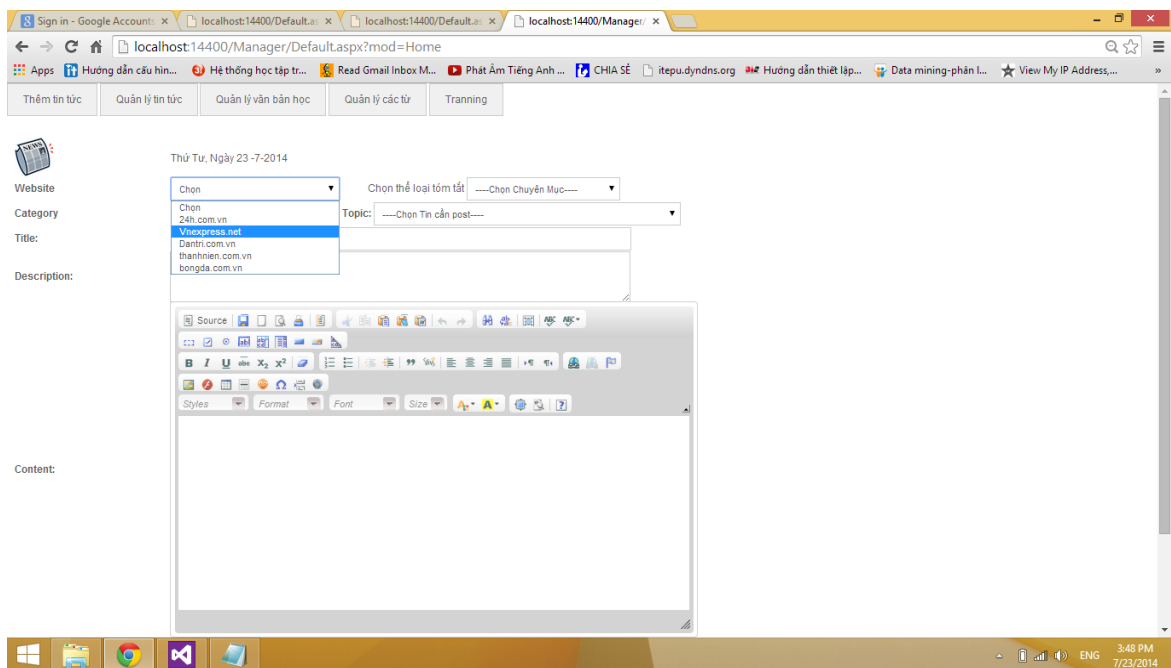 Sign in - Google Accounts localhost:14400/Default.as localhost:14400/Default.as localhost:14400/Manager/
localhost:14400/Manager/Default.aspx?mod=Home
Apps Hướng dẫn cấu hìn... Hệ thống học tập tr... Read Gmail Inbox M... Phát Âm Tiếng Anh ... CHIA SẺ itepu.dyndns.org Hướng dẫn thiết lập... Data mining-phân l... View My IP Address,... »
Thêm tin tức Quản lý tin tức Quản lý văn bản học Quản lý các từ Tranning
NEWS
Thứ Tư, Ngày 23 -7-2014
Website Chọn Chọn thể loại tóm tắt ----Chọn Chuyên Mục----
Category Topic: ----Chọn Tin cần post----
Chọn
24h.com.vn
Vnexpress.net
Dantri.com.vn
thanhnien.com.vn
bongda.com.vn
Title:
Description:
Source ABC ABC
B I U abc X₂ X²
Ω
Styles Format Font Size A A ?
Content:
ENG 3:48 PM
7/23/2014